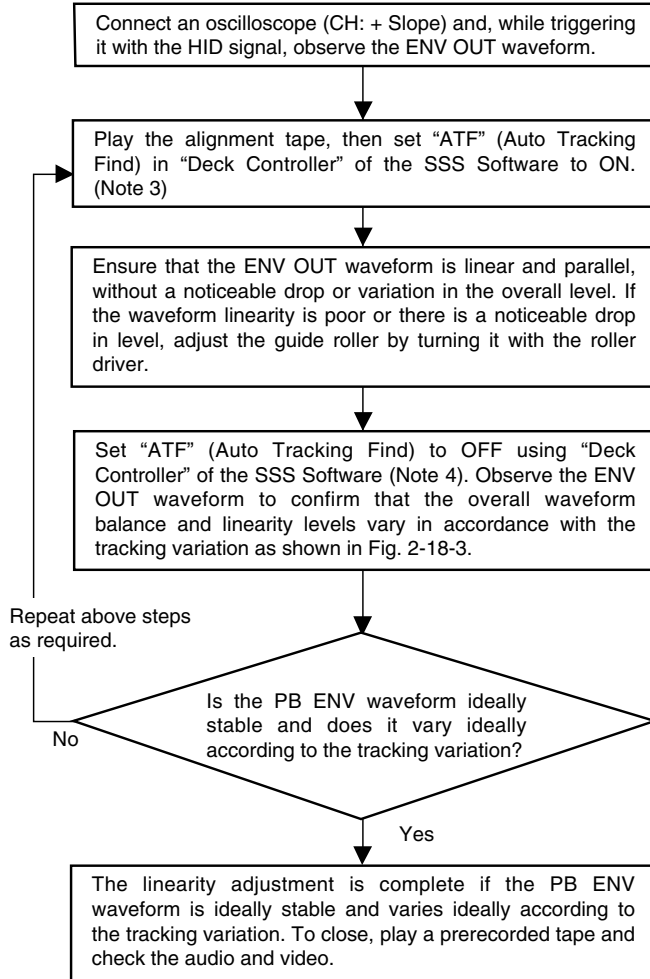 Connect an oscilloscope (CH: + Slope) and, while triggering
it with the HID signal, observe the ENV OUT waveform.
Play the alignment tape, then set “ATF” (Auto Tracking
Find) in “Deck Controller” of the SSS Software to ON.
(Note 3)
Ensure that the ENV OUT waveform is linear and parallel,
without a noticeable drop or variation in the overall level. If
the waveform linearity is poor or there is a noticeable drop
in level, adjust the guide roller by turning it with the roller
driver.
Set “ATF” (Auto Tracking Find) to OFF using “Deck
Controller” of the SSS Software (Note 4). Observe the ENV
OUT waveform to confirm that the overall waveform
balance and linearity levels vary in accordance with the
tracking variation as shown in Fig. 2-18-3.
Repeat above steps
as required.
Is the PB ENV waveform ideally
stable and does it vary ideally
according to the tracking variation?
No
Yes
The linearity adjustment is complete if the PB ENV
waveform is ideally stable and varies ideally according to
the tracking variation. To close, play a prerecorded tape and
check the audio and video.